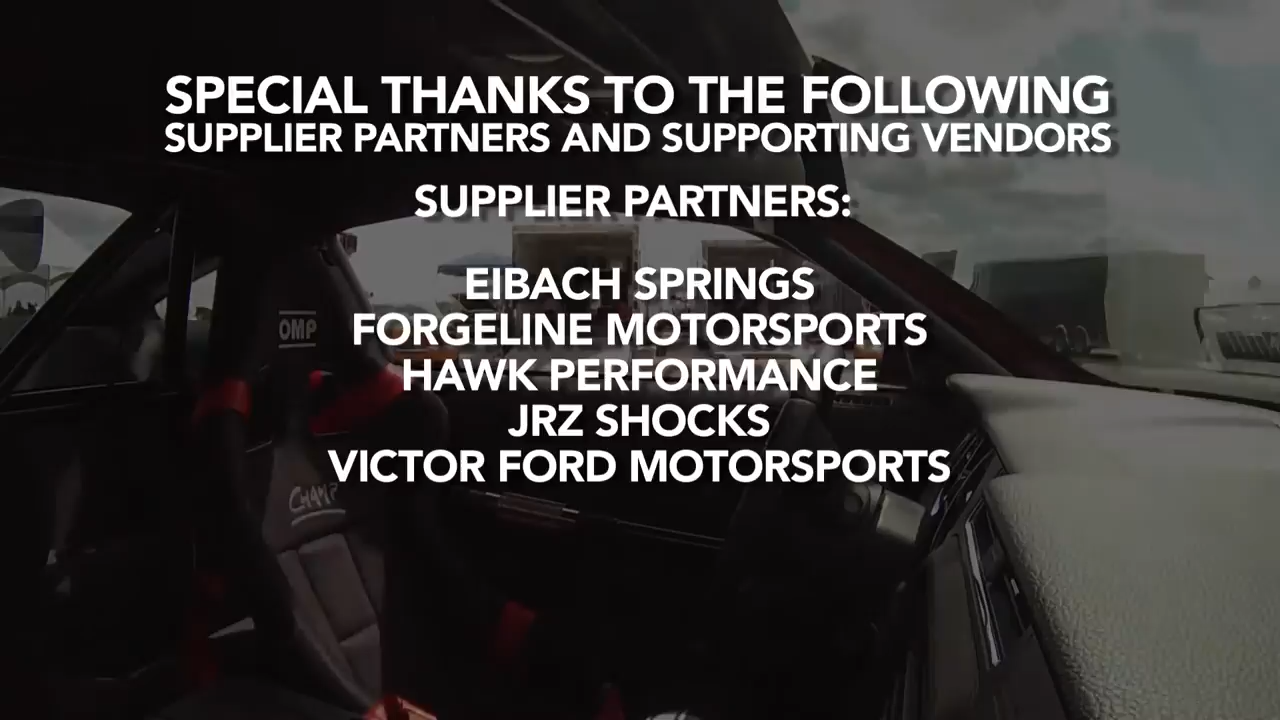 SPECIAL THANKS TO THE FOLLOWING
SUPPLIER PARTNERS AND SUPPORTING VENDORS
SUPPLIER PARTNERS:
EIBACH SPRINGS
FORGELINE MOTORSPORTS
HAWK PERFORMANCE
JRZ SHOCKS
VICTOR FORD MOTORSPORTS
OMP
CHAMP